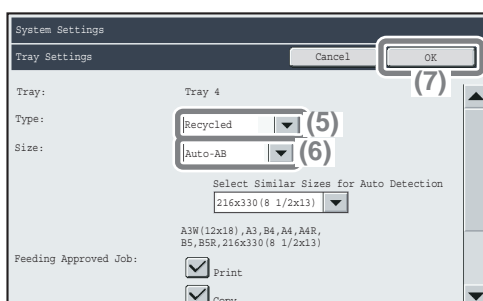 System Settings
Tray Settings Cancel OK
(7)
Tray: Tray 4
Type: Recycled (5)
Size: Auto-AB (6)
Select Similar Sizes for Auto Detection
216x330(8 1/2x13)
A3W(12x18),A3,B4,A4,A4R,
B5,B5R,216x330(8 1/2x13)
Feeding Approved Job:
Print
Copy